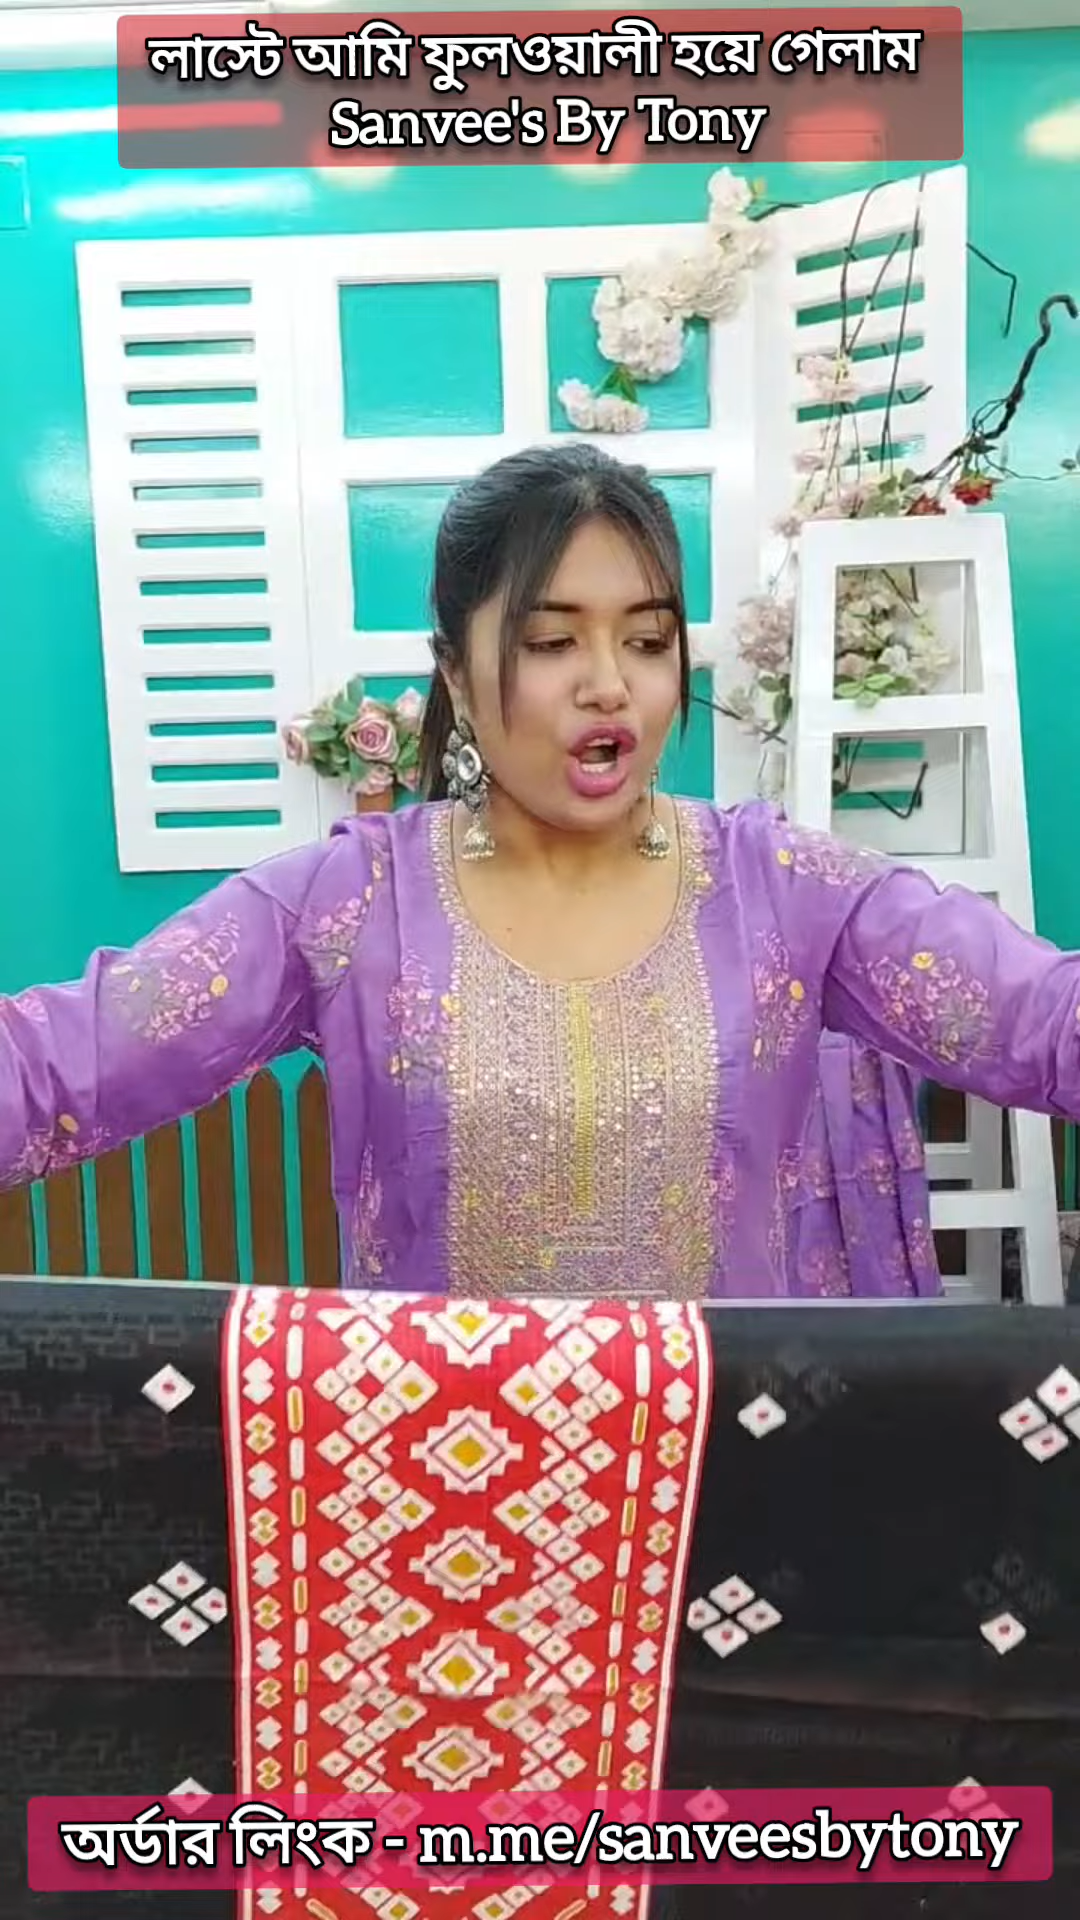 লাস্টে আমি ফুলওয়ালী হয়ে গেলাম
Sanvee's By Tony
অর্ডার লিংক - m.me/sanveesbytony